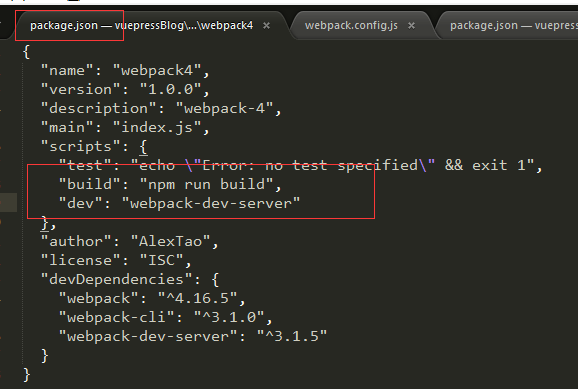 package.json — vuepressBlog\...\webpack4 × webpack.config.js × package.json — vuepress
{
"name": "webpack4",
"version": "1.0.0",
"description": "webpack-4",
"main": "index.js",
"scripts": {
"test": "echo \"Error: no test specified\" && exit 1",
"build": "npm run build",
"dev": "webpack-dev-server"
},
"author": "AlexTao",
"license": "ISC",
"devDependencies": {
"webpack": "^4.16.5",
"webpack-cli": "^3.1.0",
"webpack-dev-server": "^3.1.5"
}
}